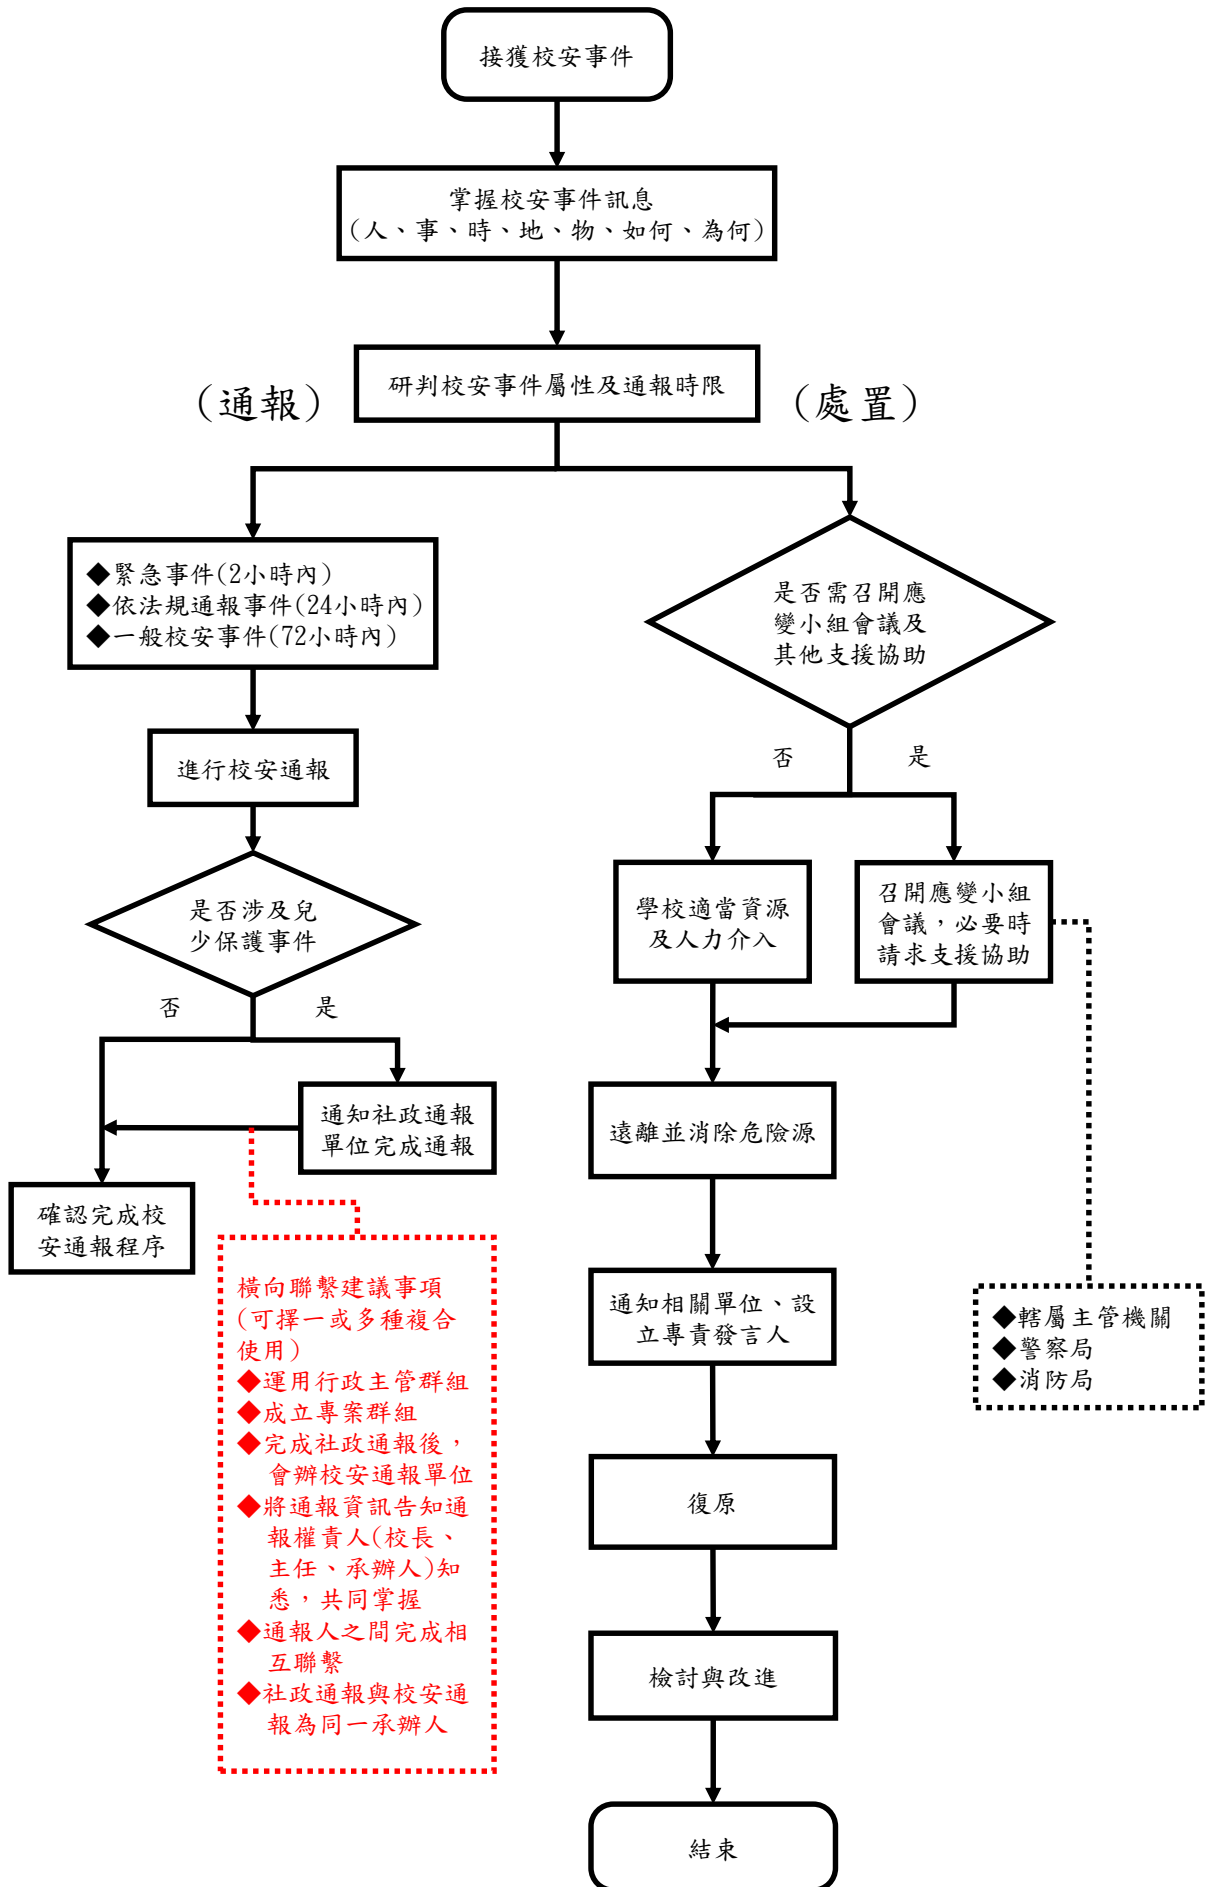 接獲校安事件
掌握校安事件訊息
(人、事、時、地、物、如何、為何)
研判校安事件屬性及通報時限
(通報)
(處置)
◆緊急事件(2小時內)
◆依法規通報事件(24小時內)
◆一般校安事件(72小時內)
進行校安通報
是否涉及兒
少保護事件
否
是
通知社政通報
單位完成通報
確認完成校
安通報程序
橫向聯繫建議事項
(可擇一或多種複合
使用)
◆運用行政主管群組
◆成立專案群組
◆完成社政通報後，
會辦校安通報單位
◆將通報資訊告知通
報權責人(校長、
主任、承辦人)知
悉，共同掌握
◆通報人之間完成相
互聯繫
◆社政通報與校安通
報為同一承辦人
是否需召開應
變小組會議及
其他支援協助
否
是
學校適當資源
及人力介入
召開應變小組
會議，必要時
請求支援協助
遠離並消除危險源
通知相關單位、設
立專責發言人
◆轄屬主管機關
◆警察局
◆消防局
復原
檢討與改進
結束